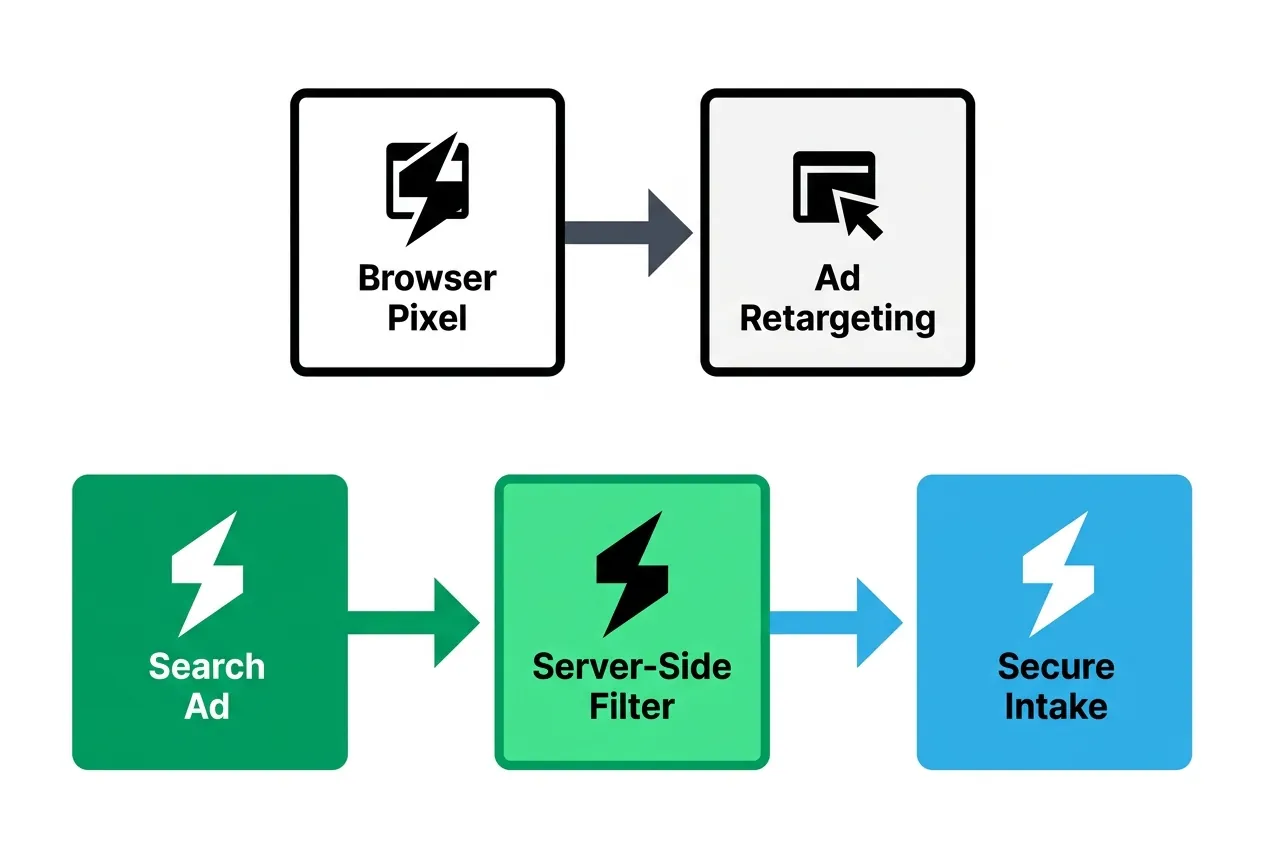 Browser
Pixel
Ad
Retargeting
Search
Ad
Server-Side
Filter
Secure
Intake